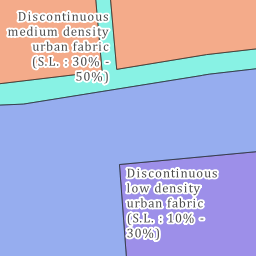 Discontinuous
medium density
urban fabric
(S.L. : 30% -
50%)
Discontinuous
low density
urban fabric
(S.L. : 10% -
30%)